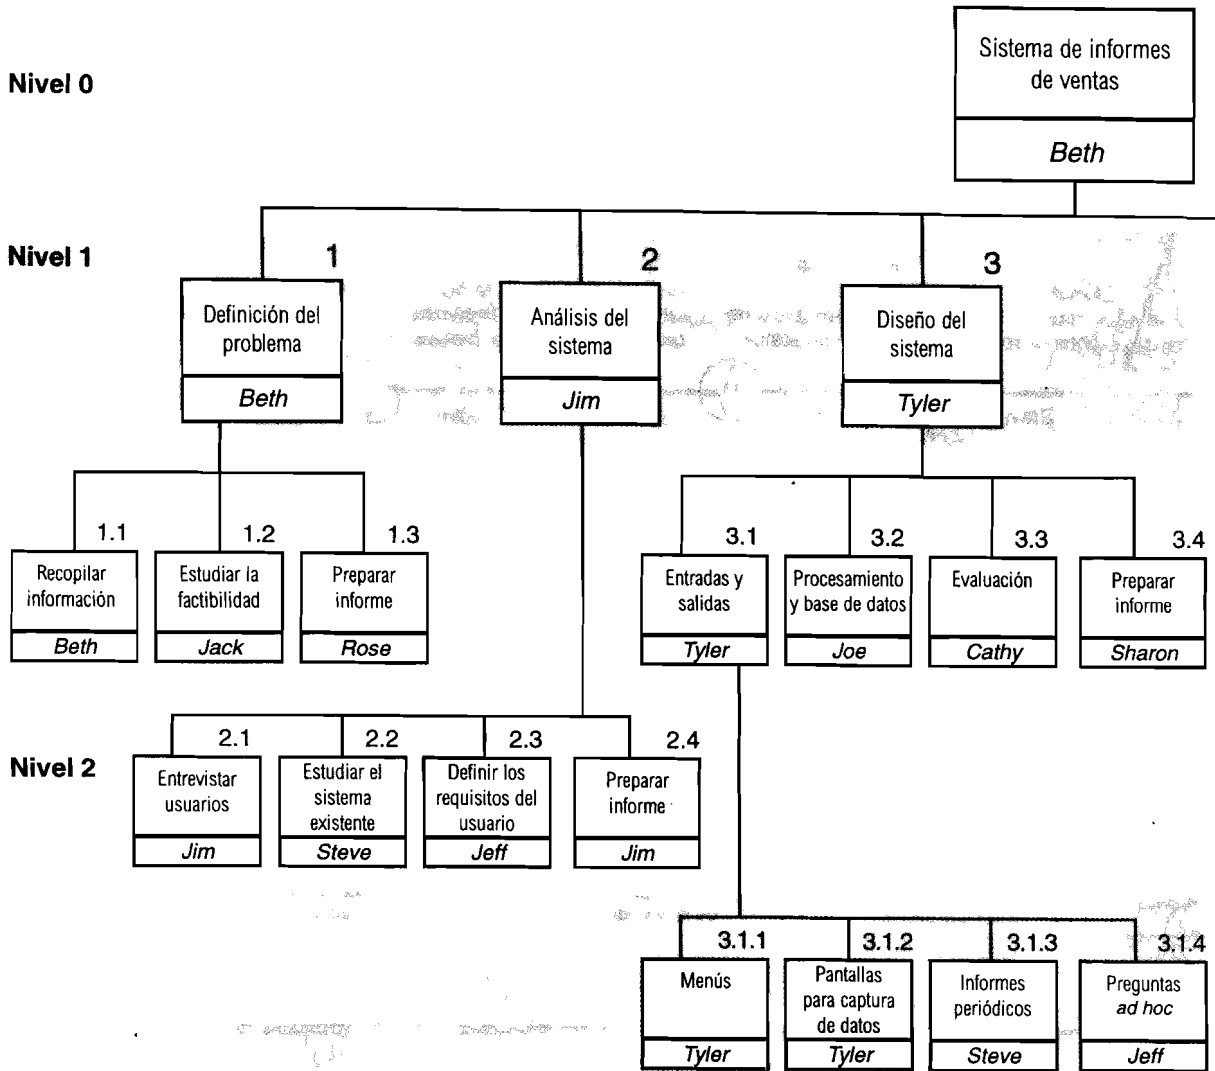 Nivel 0
Sistema de informes
de ventas
Beth
Nivel 1
1
Definición del
problema
Beth
2
Análisis del
sistema
Jim
3
Diseño del
sistema
Tyler
1.1
Recopilar
información
Beth
1.2
Estudiar la
factibilidad
Jack
1.3
Preparar
informe
Rose
3.1
Entradas y
salidas
Tyler
3.2
Procesamiento
y base de datos
Joe
3.3
Evaluación
Cathy
3.4
Preparar
informe
Sharon
Nivel 2
2.1
Entrevistar
usuarios
Jim
2.2
Estudiar el
sistema
existente
Steve
2.3
Definir los
requisitos del
usuario
Jeff
2.4
Preparar
informe
Jim
3.1.1
Menús
Tyler
3.1.2
Pantallas
para captura
de datos
Tyler
3.1.3
Informes
periódicos
Steve
3.1.4
Preguntas
ad hoc
Jeff